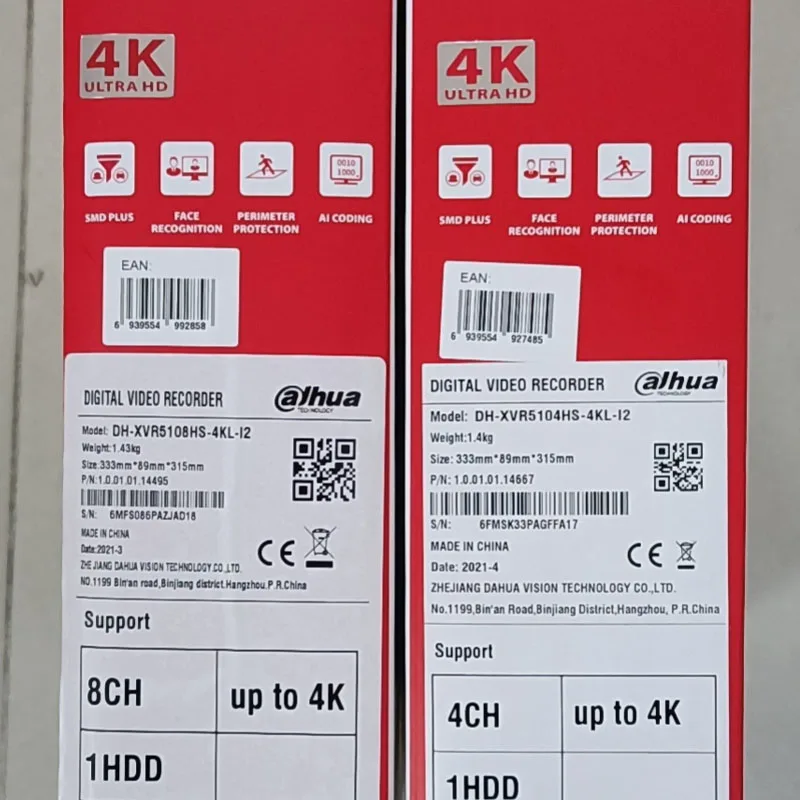 4K
ULTRA HD
SMD PLUS
FACE
RECOGNITION
PERIMETER
PROTECTION
0010
1000
AI CODING
EAN:
6 939554 992858
DIGITAL VIDEO RECORDER
alhua
TECHNOLOGY
Model: DH-XVR5108HS-4KL-I2
Weight:1.43kg
Size:333mm*89mm*315mm
P/N:1.0.01.01.14495
S/N: 6MFS086PAZJAD18
MADE IN CHINA
Date:2021-3
CE
ZHEJIANG DAHUA VISION TECHNOLOGY CO.,LTD.
NO.1199 Bin'an road,Binjiang district.Hangzhou.P.R.China
Support
8CH up to 4K
1HDD
4K
ULTRA HD
SMD PLUS
FACE
RECOGNITION
PERIMETER
PROTECTION
0010
1000
AI CODING
EAN:
6 939554 927485
DIGITAL VIDEO RECORDER
alhua
TECHNOLOGY
Model: DH-XVR5104HS-4KL-I2
Weight:1.4kg
Size: 333mm*89mm*315mm
P/N: 1.0.01.01.14667
S/N: 6FMSK33PAGFFA17
MADE IN CHINA
Date: 2021-4
CE
ZHEJIANG DAHUA VISION TECHNOLOGY CO.,LTD.
No.1199,Bin'an Road,Binjiang District,Hangzhou, P.R.China
Support
4CH up to 4K
1HDD